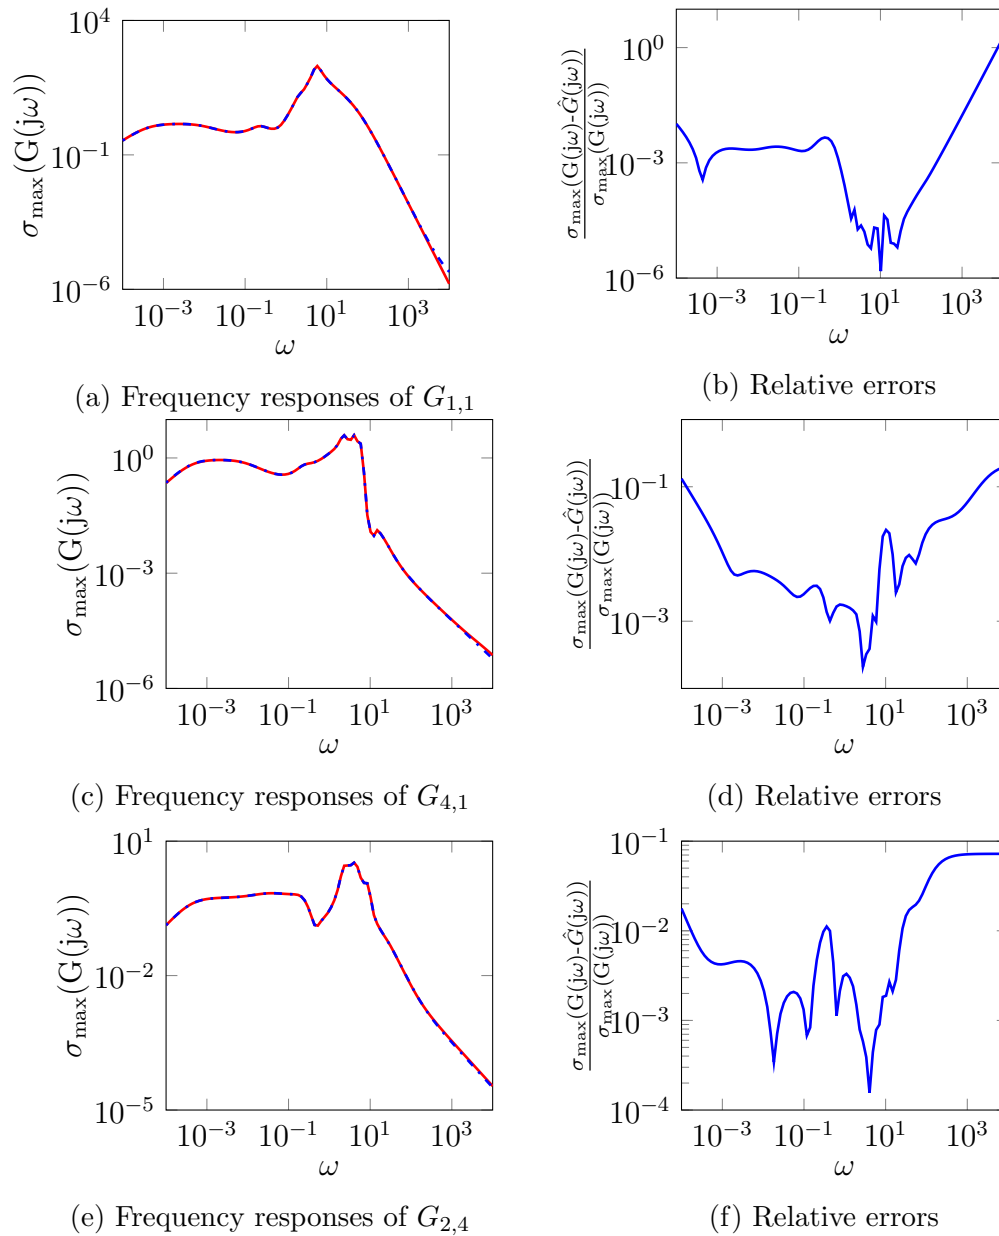 10^4
10^−1
10^−6
σ_max(G(jω))
10^−3 10^−1 10^1 10^3
ω
(a) Frequency responses of G_{1,1}
10^0
10^−3
10^−6
σ_max(G(jω)-Ĝ(jω))
σ_max(G(jω))
10^−3 10^−1 10^1 10^3
ω
(b) Relative errors
10^0
10^−3
10^−6
σ_max(G(jω))
10^−3 10^−1 10^1 10^3
ω
(c) Frequency responses of G_{4,1}
10^−1
10^−3
σ_max(G(jω)-Ĝ(jω))
σ_max(G(jω))
10^−3 10^−1 10^1 10^3
ω
(d) Relative errors
10^1
10^−2
10^−5
σ_max(G(jω))
10^−3 10^−1 10^1 10^3
ω
(e) Frequency responses of G_{2,4}
10^−1
10^−2
10^−3
10^−4
σ_max(G(jω)-Ĝ(jω))
σ_max(G(jω))
10^−3 10^−1 10^1 10^3
ω
(f) Relative errors